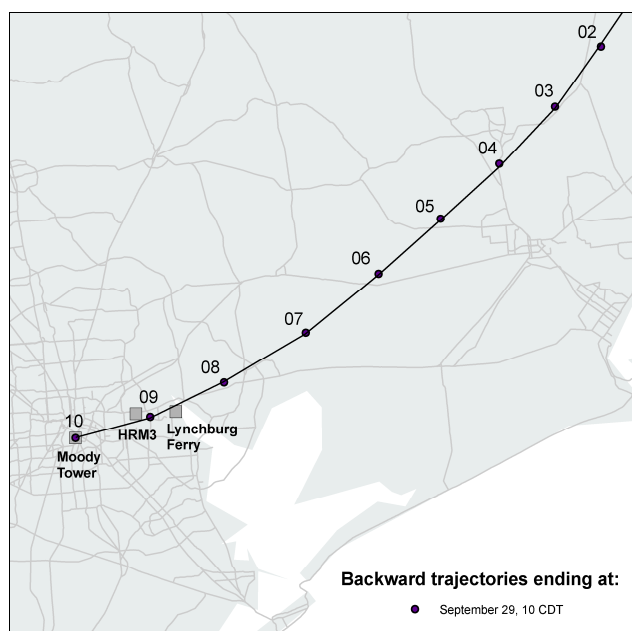 02
03
04
05
06
07
08
09
10
HRM3
Lynchburg
Ferry
Moody
Tower
Backward trajectories ending at:
September 29, 10 CDT